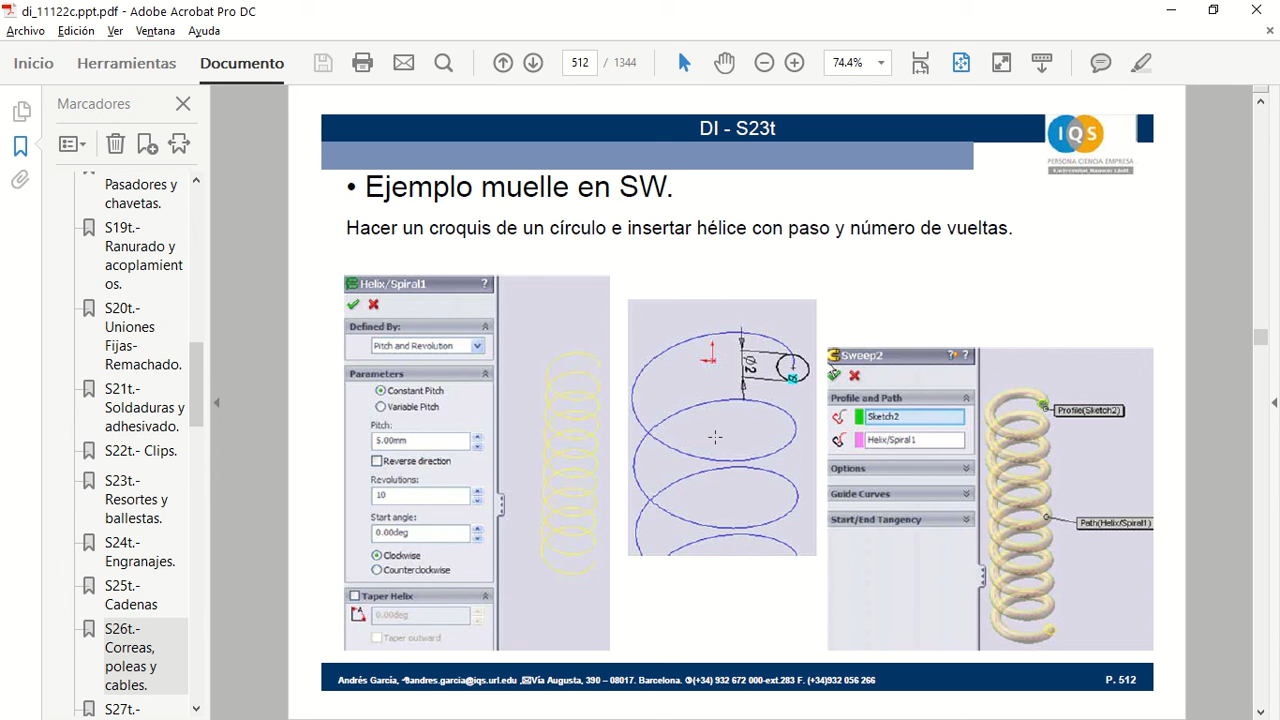 di_11122c.ppt.pdf - Adobe Acrobat Pro DC
Archivo Edición Ver Ventana Ayuda
Inicio Herramientas Documento 512 / 1344 74.4%
Marcadores
Pasadores y
chavetas.
S19t.-
Ranurado y
acoplamient
os.
S20t.-
Uniones
Fijas-
Remachado.
S21t.-
Soldaduras y
adhesivado.
S22t.- Clips.
S23t.-
Resortes y
ballestas.
S24t.-
Engranajes.
S25t.-
Cadenas
S26t.-
Correas,
poleas y
cables.
S27t.-
DI - S23t
IQS
PERSONA CIENCIA EMPRESA
• Ejemplo muelle en SW.
Hacer un croquis de un círculo e insertar hélice con paso y número de vueltas.
Helix/Spiral1 ?
Defined By:
Pitch and Revolution
Parameters
Constant Pitch
Variable Pitch
Pitch:
5.00mm
Reverse direction
Revolutions:
10
Start angle:
0.00deg
Clockwise
Counterclockwise
Taper Helix
0.00deg
Taper outward
Ø2
Sweep2 ? ?
Profile and Path
Sketch2
Helix/Spiral1
Options
Guide Curves
Start/End Tangency
Profile(Sketch2)
Path(Helix/Spiral1)
Andrés García, andres.garcia@iqs.url.edu ,Vía Augusta, 390 – 08017. Barcelona. (+34) 932 672 000-ext.283 F. (+34)932 056 266
P. 512